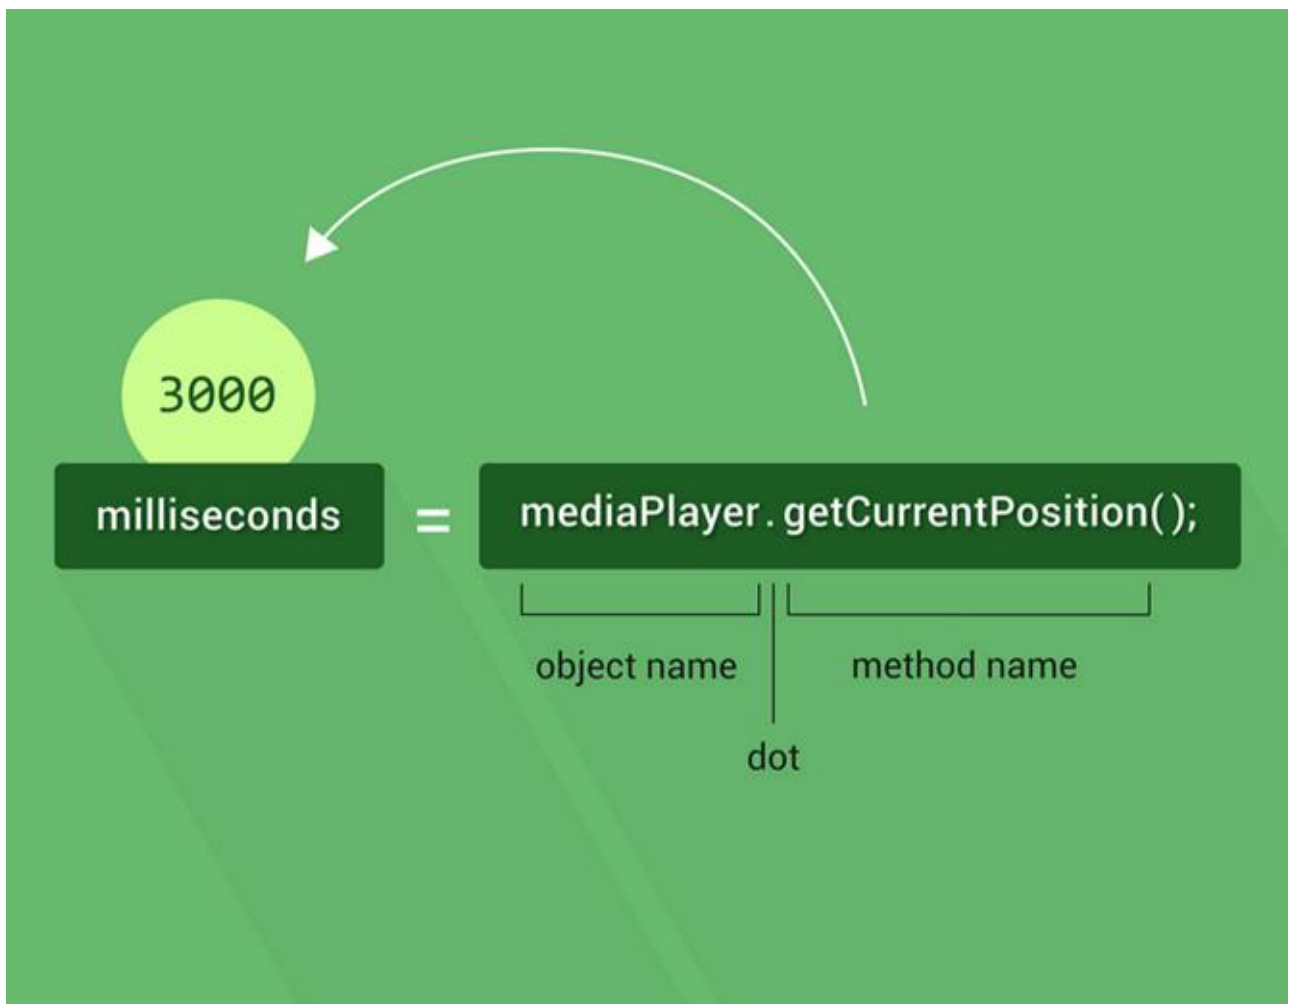 3000
milliseconds = mediaPlayer.getCurrentPosition();
object name method name
dot